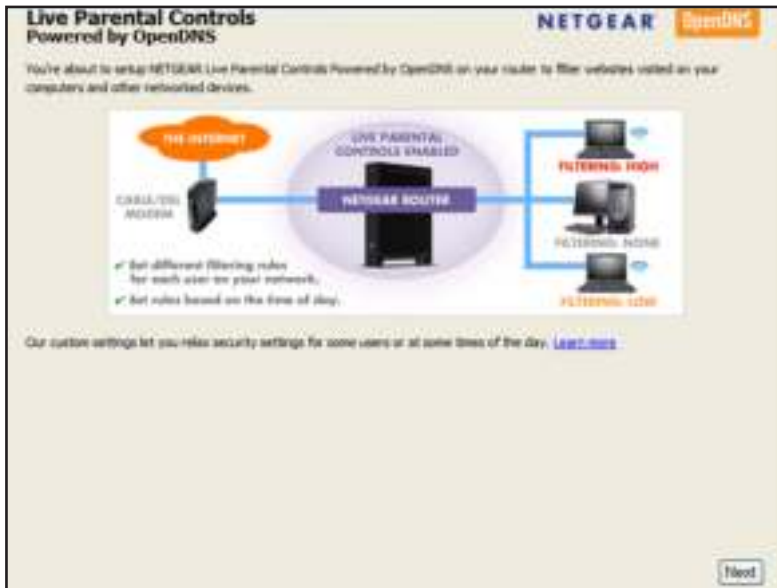 Live Parental Controls
Powered by OpenDNS
NETGEAR
OpenDNS
You're about to setup NETGEAR Live Parental Controls Powered by OpenDNS on your router to filter websites visited on your
computers and other networked devices.
THE INTERNET
LIVE PARENTAL
CONTROLS ENABLED
FILTERING: HIGH
CABLE/DSL
MODEM
NETGEAR ROUTER
FILTERING: NONE
✓ Set different filtering rules
for each user on your network.
✓ Set rules based on the time of day.
FILTERING: LOW
Our custom settings let you relax security settings for some users or at some times of the day. Learn more
Next